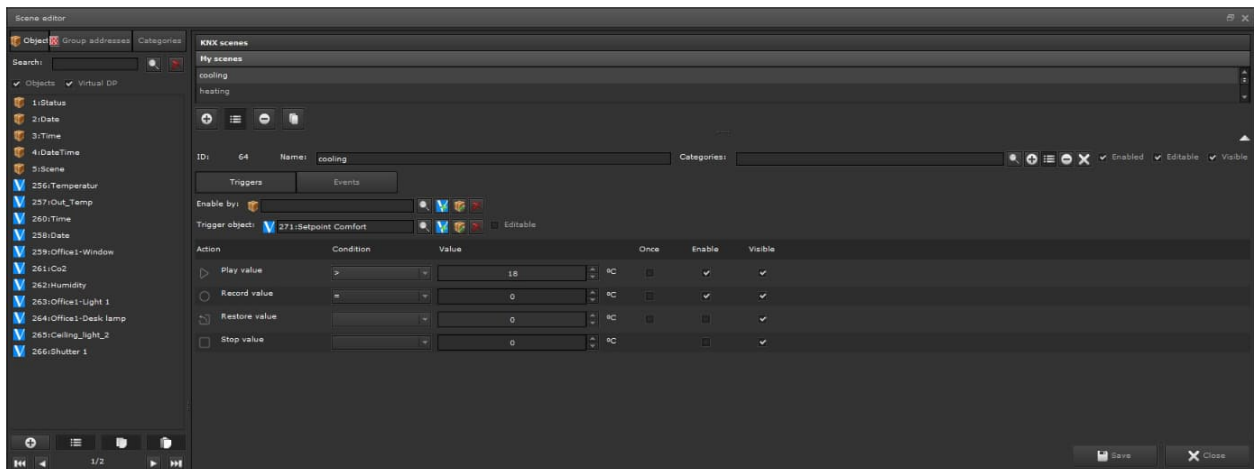 Scene editor
Object Group addresses Categories
Search:
Objects Virtual DP
1:Status
2:Date
3:Time
4:DateTime
5:Scene
256:Temperatur
257:Out_Temp
260:Time
258:Date
259:Office1-Window
261:Co2
262:Humidity
263:Office1-Light 1
264:Office1-Desk lamp
265:Ceiling_light_2
266:Shutter 1
1/2
KNX scenes
My scenes
cooling
heating
ID: 64 Name: cooling Categories: Enabled Editable Visible
Triggers Events
Enable by:
Trigger object: 271:Setpoint Comfort Editable
Action Condition Value Once Enable Visible
Play value > 18 ºC
Record value = 0 ºC
Restore value 0 ºC
Stop value 0 ºC
Save Close